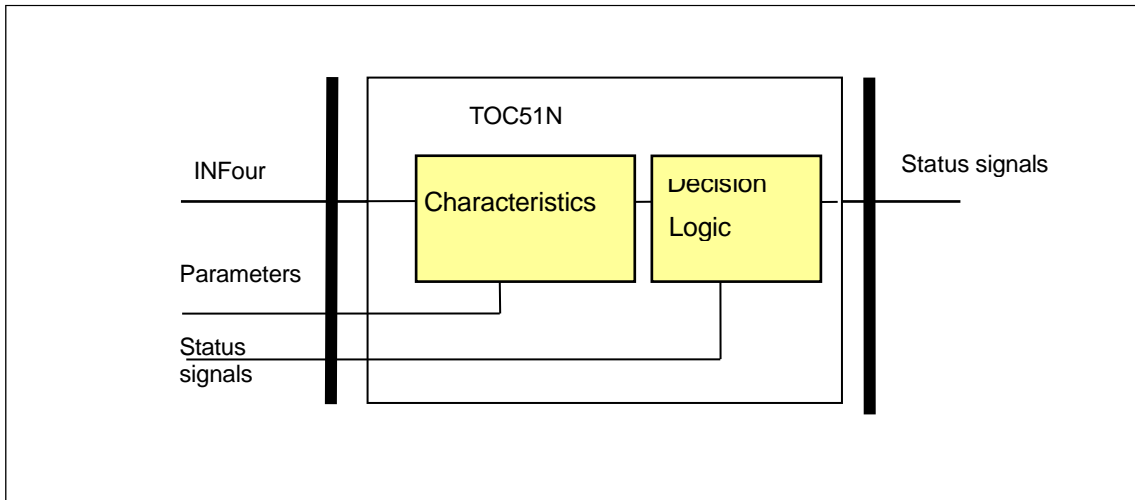 TOC51N
INFour
Status signals
Characteristics
Decision
Logic
Parameters
Status
signals